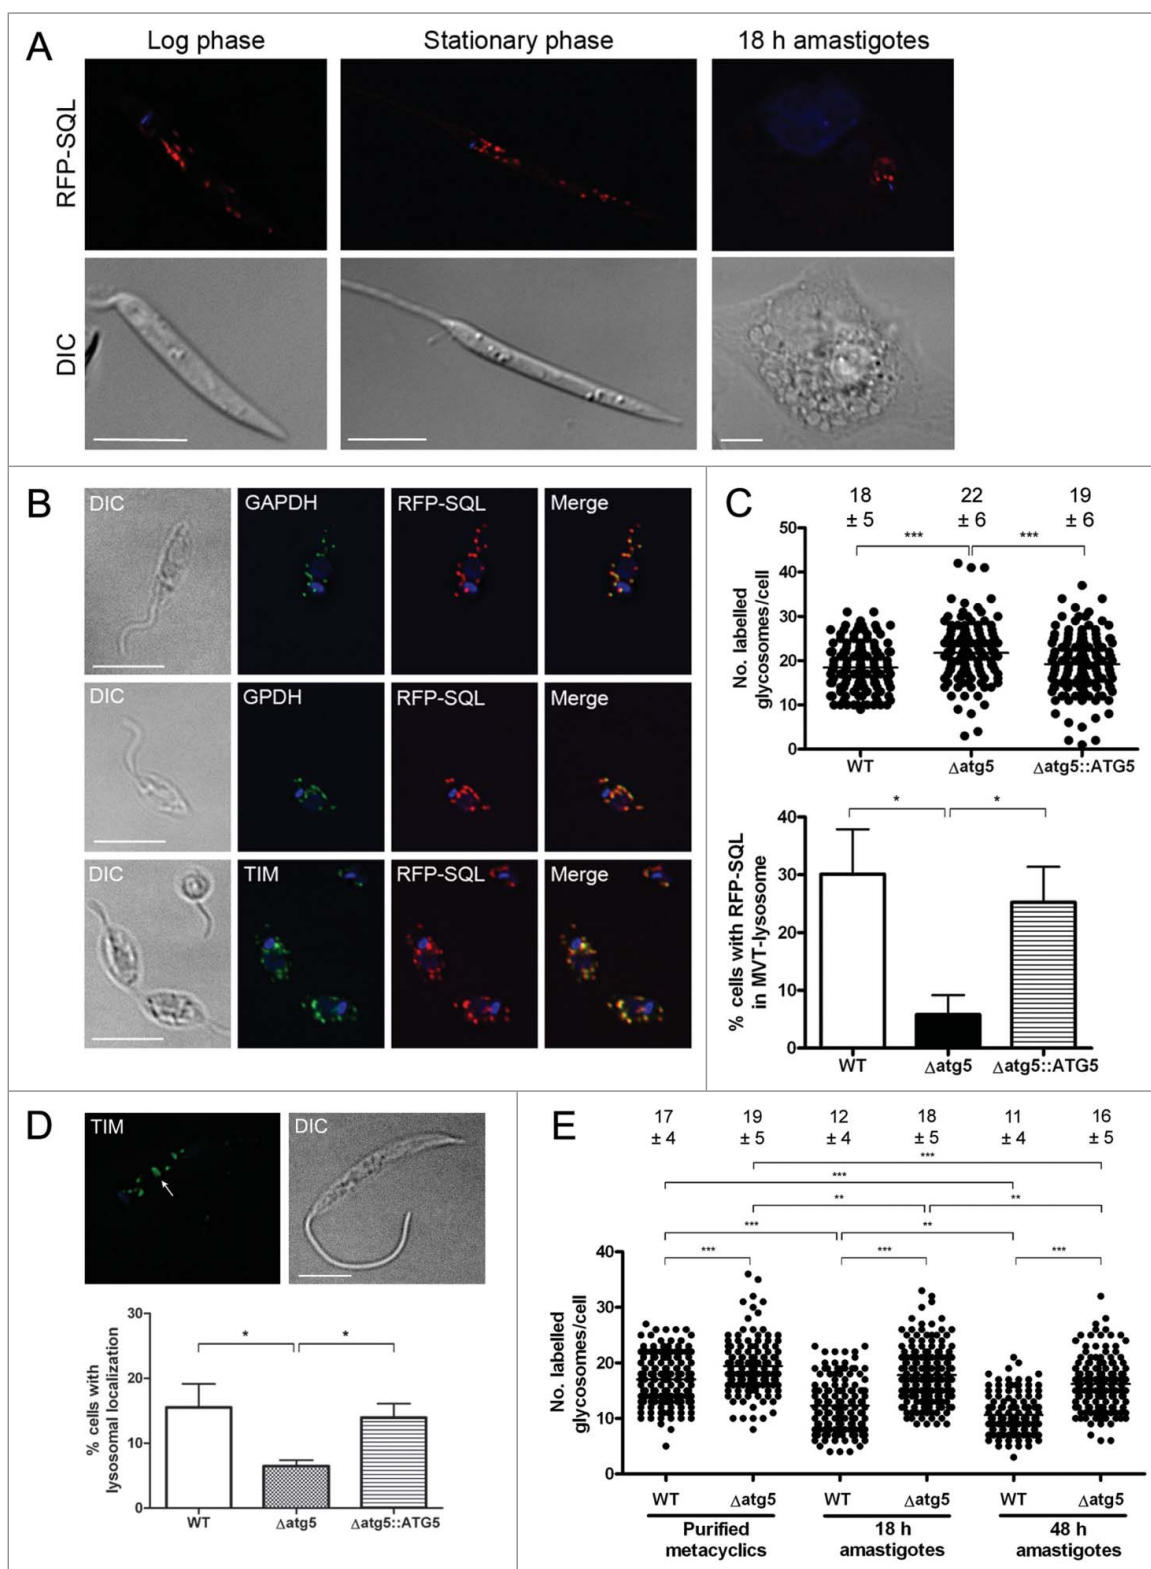 A
Log phase
Stationary phase
18 h amastigotes
RFP-SQL
DIC
B
DIC
GAPDH
RFP-SQL
Merge
DIC
GPDH
RFP-SQL
Merge
DIC
TIM
RFP-SQL
Merge
C
18
± 5
22
± 6
19
± 6
***
***
No. labelled
glycosomes/cell
50
40
30
20
10
0
WT
Δatg5
Δatg5::ATG5
*
*
% cells with RFP-SQL
in MVT-lysosome
40
30
20
10
0
WT
Δatg5
Δatg5::ATG5
D
TIM
DIC
*
*
% cells with
lysosomal localization
30
20
10
0
WT
Δatg5
Δatg5::ATG5
E
17
± 4
19
± 5
12
± 4
18
± 5
11
± 4
16
± 5
***
***
**
**
***
**
***
***
***
No. labelled
glycosomes/cell
40
30
20
10
0
WT
Δatg5
WT
Δatg5
WT
Δatg5
Purified
metacyclics
18 h
amastigotes
48 h
amastigotes